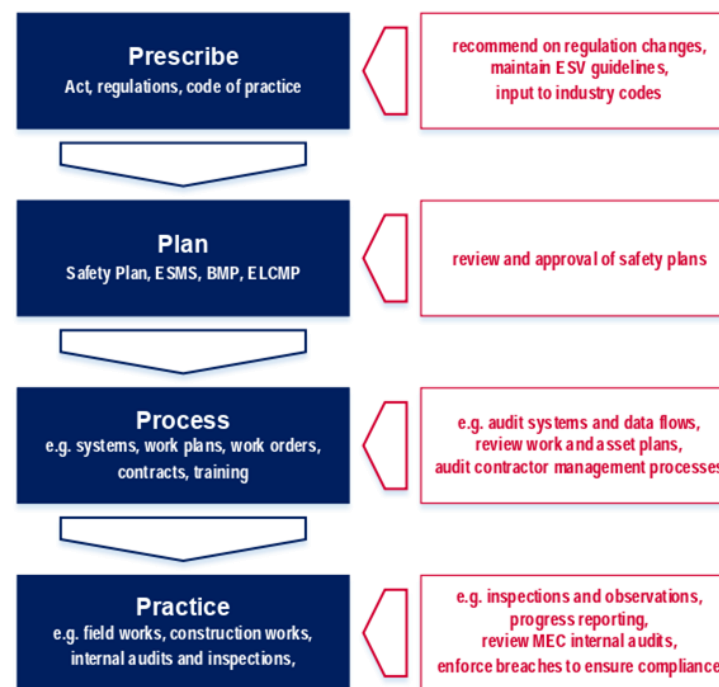 Prescribe
Act, regulations, code of practice
recommend on regulation changes,
maintain ESV guidelines,
input to industry codes
Plan
Safety Plan, ESMS, BMP, ELCMP
review and approval of safety plans
Process
e.g. systems, work plans, work orders,
contracts, training
e.g. audit systems and data flows,
review work and asset plans,
audit contractor management processes
Practice
e.g. field works, construction works,
internal audits and inspections,
e.g. inspections and observations,
progress reporting,
review MEC internal audits,
enforce breaches to ensure compliance